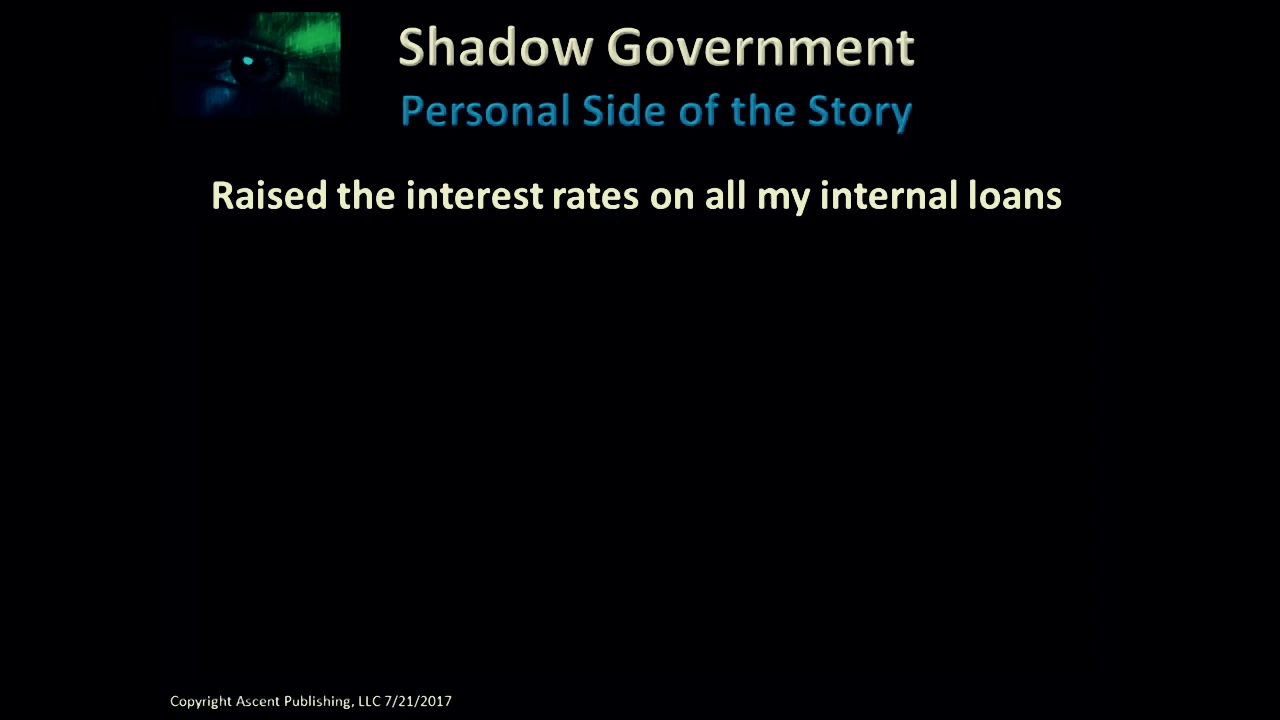 Shadow Government
Personal Side of the Story
Raised the interest rates on all my internal loans
Copyright Ascent Publishing, LLC 7/21/2017